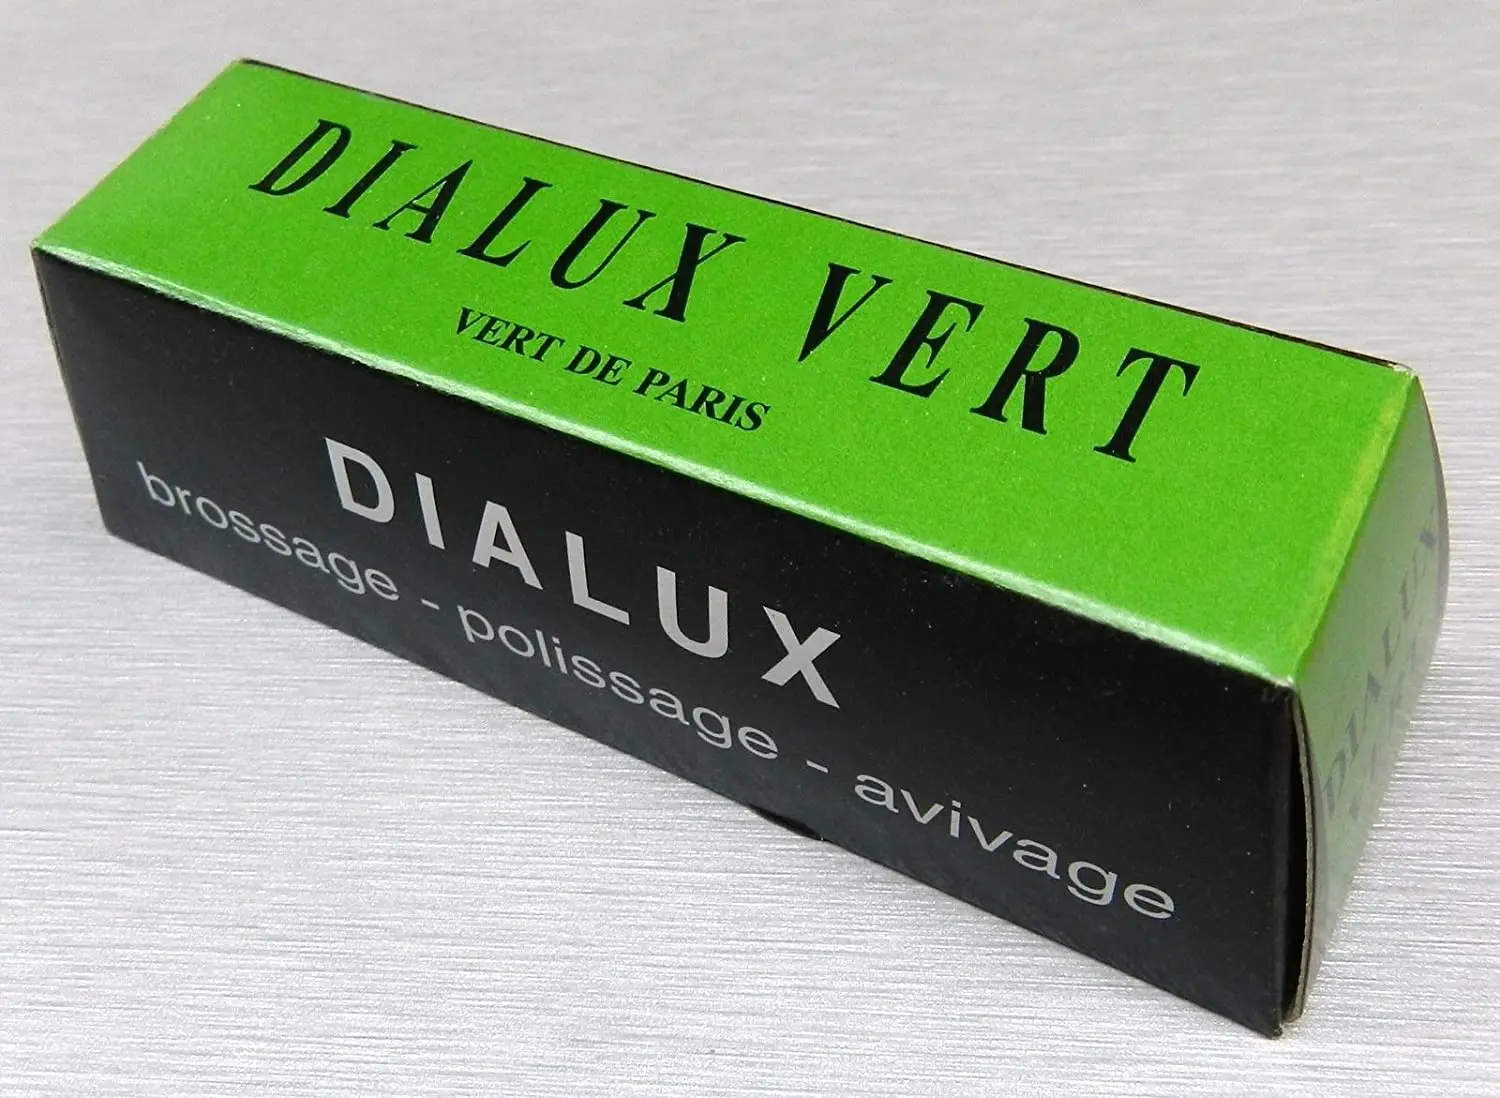 DIALUX VERT
VERT DE PARIS
DIALUX
brossage - polissage - avivage
DIALUX